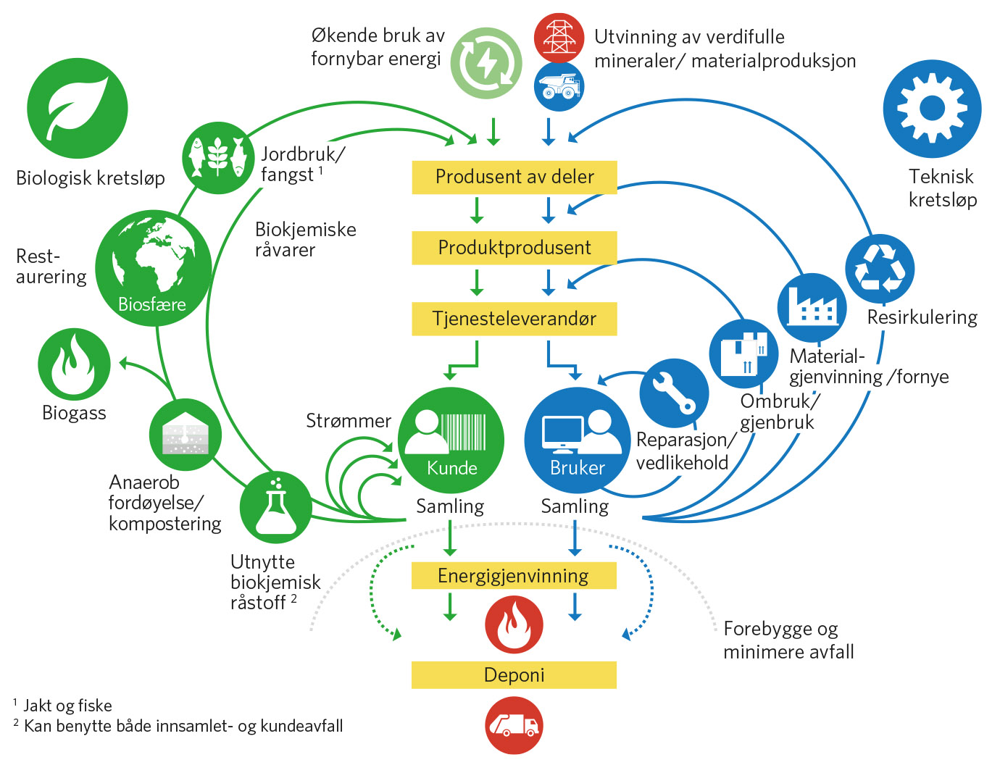 Økende bruk av
fornybar energi
Utvinning av verdifulle
mineraler/ materialproduksjon
Biologisk kretsløp
Teknisk
kretsløp
Jordbruk/
fangst ¹
Biokjemiske
råvarer
Rest-
aurering
Biosfære
Biogass
Anaerob
fordøyelse/
kompostering
Utnytte
biokjemisk
råstoff ²
Strømmer
Produsent av deler
Produktprodusent
Tjenesteleverandør
Kunde
Bruker
Samling
Samling
Reparasjon/
vedlikehold
Ombruk/
gjenbruk
Material-
gjenvinning /fornye
Resirkulering
Energigjenvinning
Deponi
Forebygge og
minimere avfall
¹ Jakt og fiske
² Kan benytte både innsamlet- og kundeavfall